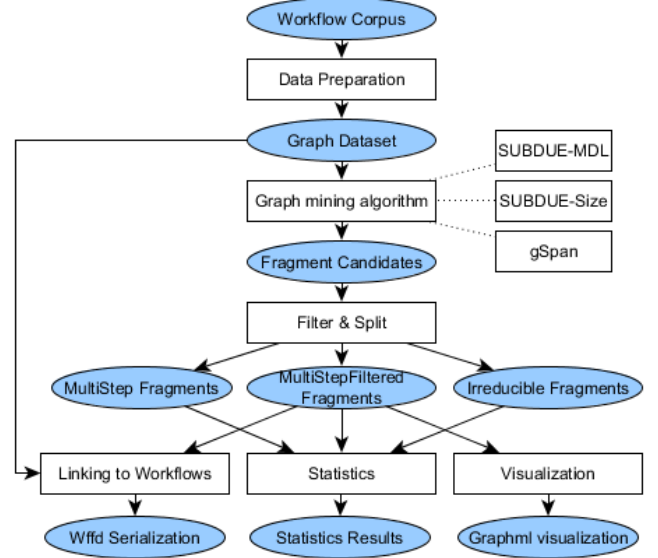 Workflow Corpus
Data Preparation
Graph Dataset
SUBDUE-MDL
Graph mining algorithm
SUBDUE-Size
gSpan
Fragment Candidates
Filter & Split
MultiStep Fragments
MultiStepFiltered
Fragments
Irreducible Fragments
Linking to Workflows
Statistics
Visualization
Wffd Serialization
Statistics Results
Graphml visualization